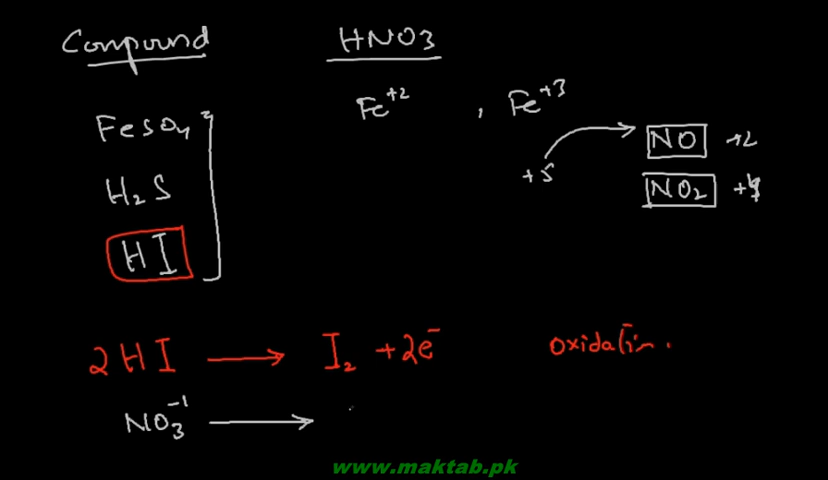 Compound HNO3
FeSO4 Fe+2 , Fe+3
NO +2
+5
H2S NO2 +4
HI
2HI → I2 + 2e- oxidation.
NO3-1 →
www.maktab.pk